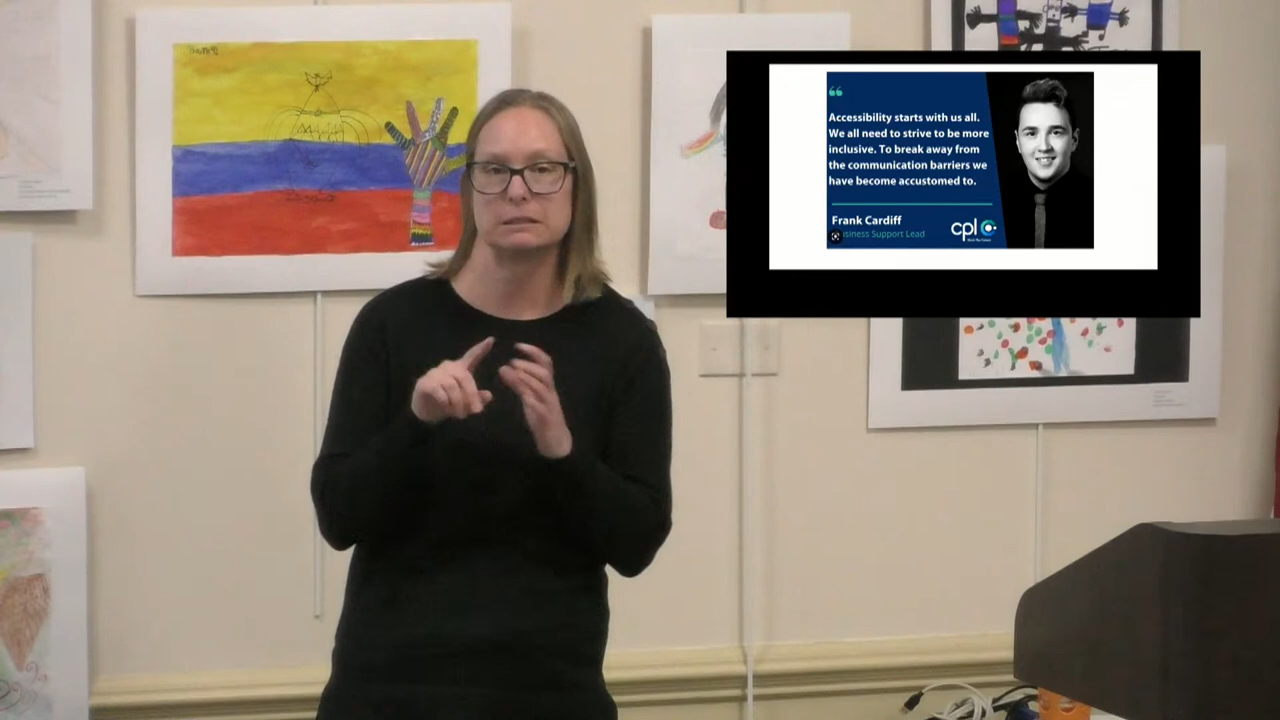 Accessibility starts with us all.
We all need to strive to be more
inclusive. To break away from
the communication barriers we
have become accustomed to.
Frank Cardiff
Business Support Lead
cpl